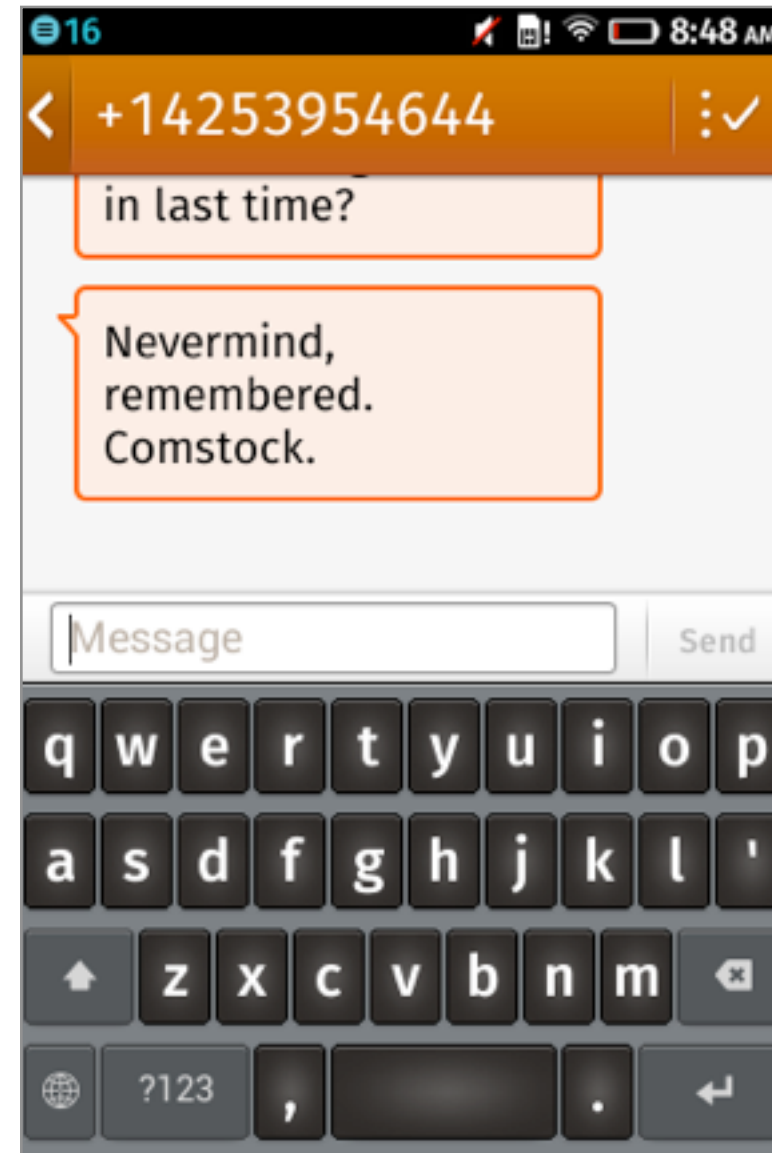 16 8:48 AM
+14253954644
in last time?
Nevermind,
remembered.
Comstock.
Message Send
q w e r t y u i o p
a s d f g h j k l '
z x c v b n m
?123 , .